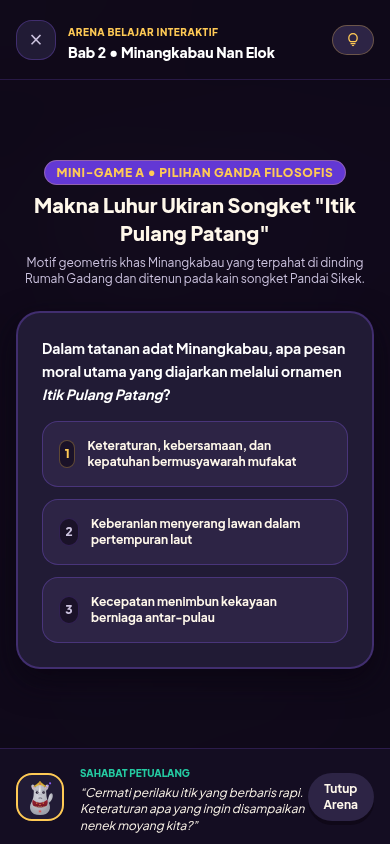 ARENA BELAJAR INTERAKTIF
Bab 2 • Minangkabau Nan Elok
MINI-GAME A • PILIHAN GANDA FILOSOFIS
Makna Luhur Ukiran Songket "Itik
Pulang Patang"
Motif geometris khas Minangkabau yang terpahat di dinding
Rumah Gadang dan ditenun pada kain songket Pandai Sikek.
Dalam tatanan adat Minangkabau, apa pesan
moral utama yang diajarkan melalui ornamen
Itik Pulang Patang?
1
Keteraturan, kebersamaan, dan
kepatuhan bermusyawarah mufakat
2
Keberanian menyerang lawan dalam
pertempuran laut
3
Kecepatan menimbun kekayaan
berniaga antar-pulau
SAHABAT PETUALANG
"Cermati perilaku itik yang berbaris rapi.
Keteraturan apa yang ingin disampaikan
nenek moyang kita?"
Tutup
Arena